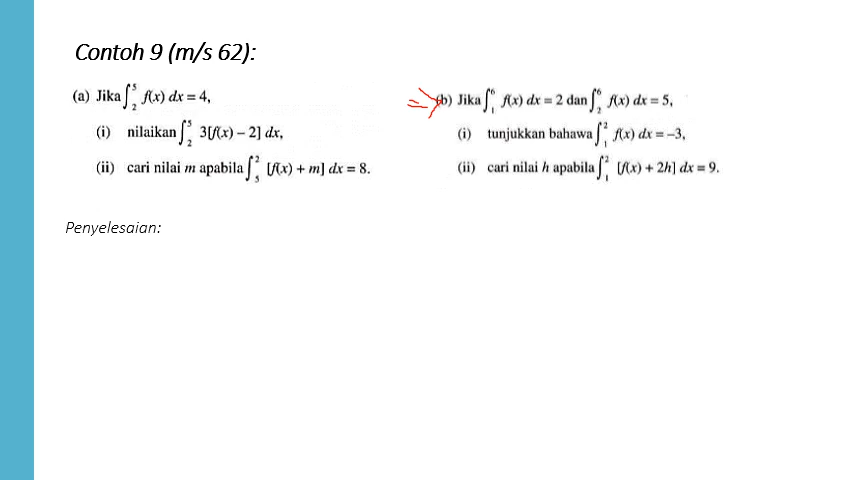 Contoh 9 (m/s 62):
(a) Jika ∫₂⁵ f(x) dx = 4,
(i) nilaikan ∫₂⁵ 3[f(x) – 2] dx,
(ii) cari nilai m apabila ∫₅² [f(x) + m] dx = 8.
(b) Jika ∫₁⁶ f(x) dx = 2 dan ∫₂⁶ f(x) dx = 5,
(i) tunjukkan bahawa ∫₁² f(x) dx = –3,
(ii) cari nilai h apabila ∫₁² [f(x) + 2h] dx = 9.
Penyelesaian: